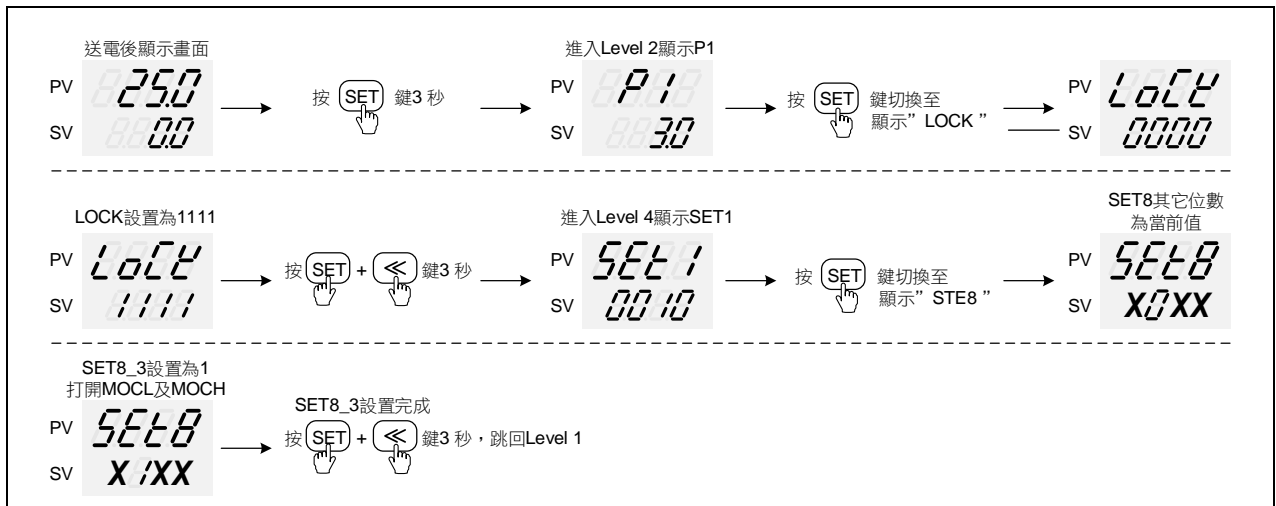 送電後顯示畫面
PV 25.0
SV 0.0
按 SET 鍵3 秒
進入Level 2顯示P1
PV P1
SV 3.0
按 SET 鍵切換至
顯示” LOCK ”
PV LoCK
SV 0000
LOCK設置為1111
PV LoCK
SV 1111
按 SET + ≪ 鍵3 秒
進入Level 4顯示SET1
PV SEt1
SV 0010
按 SET 鍵切換至
顯示” STE8 ”
SET8其它位數
為當前值
PV SEt8
SV X0XX
SET8_3設置為1
打開MOCL及MOCH
PV SEt8
SV X1XX
SET8_3設置完成
按 SET + ≪ 鍵3 秒，跳回Level 1